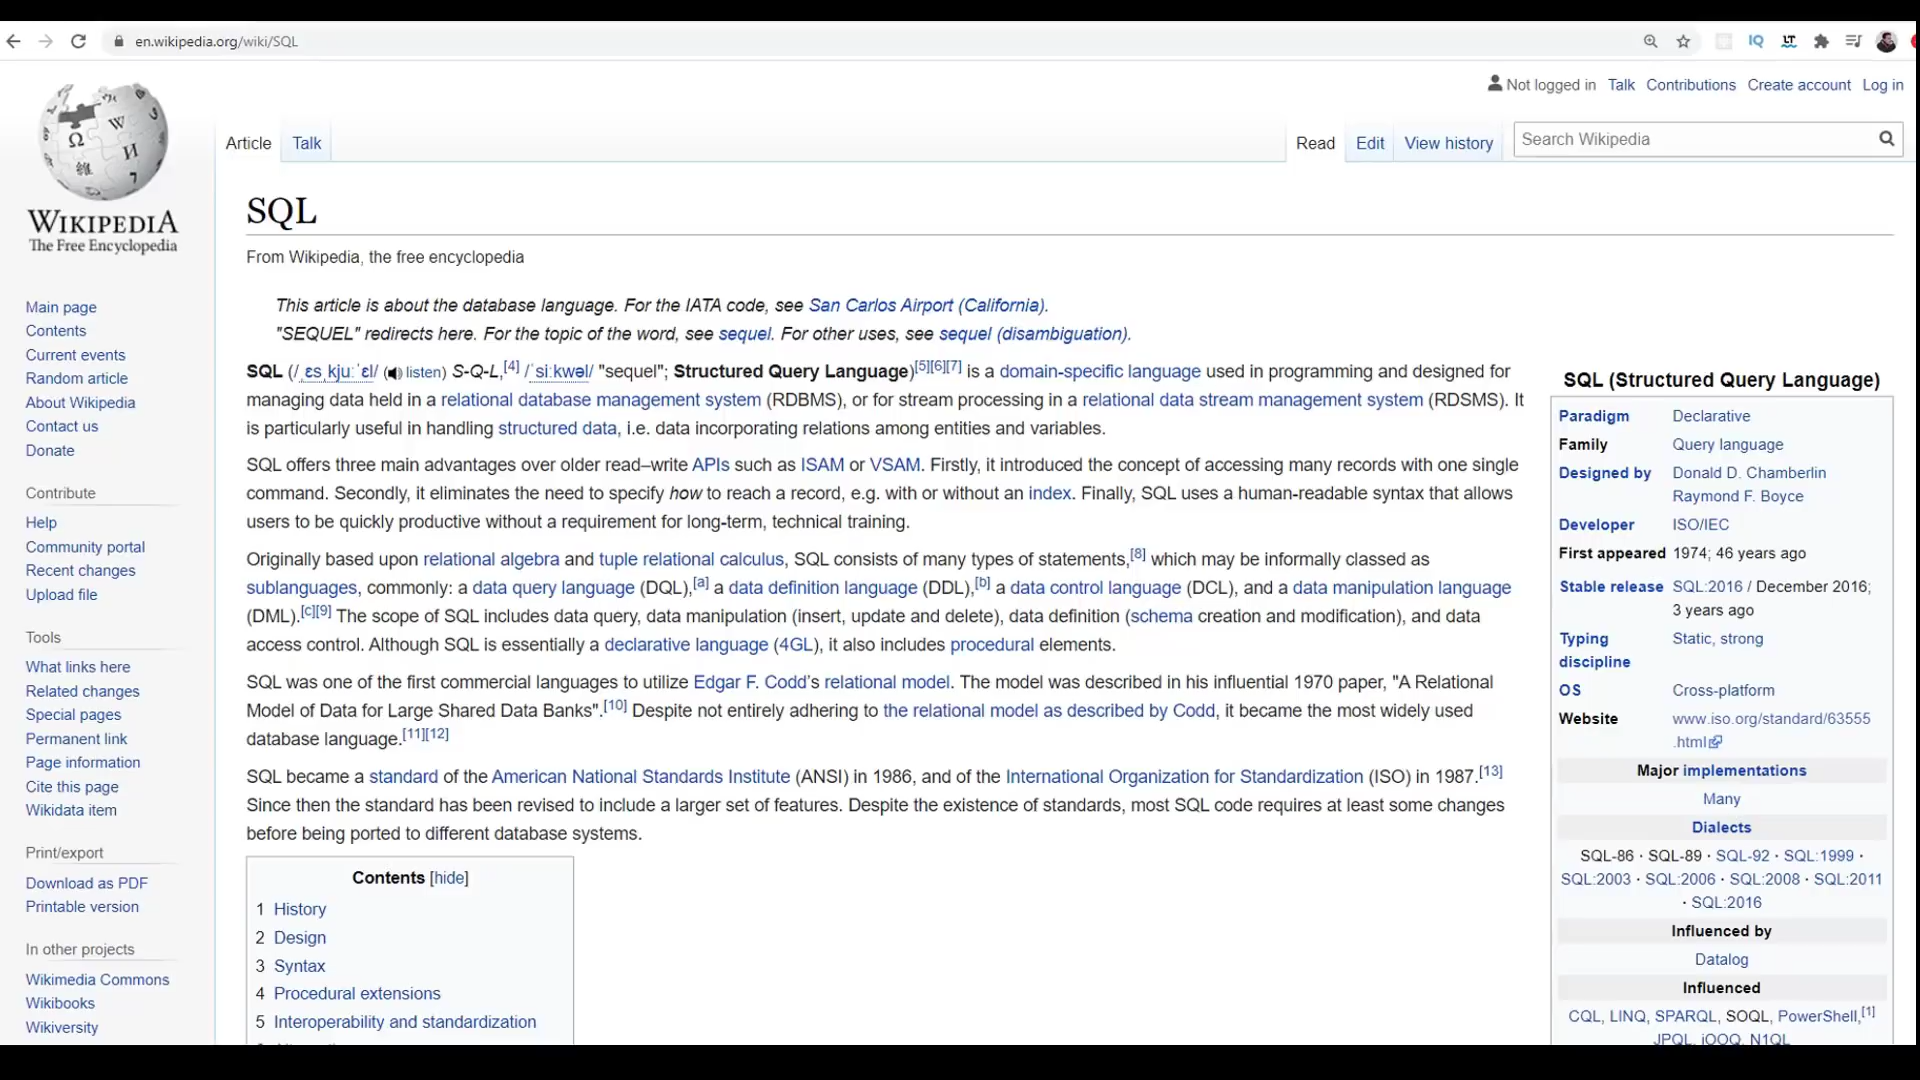 en.wikipedia.org/wiki/SQL
Not logged in Talk Contributions Create account Log in
Article Talk Read Edit View history Search Wikipedia
WIKIPEDIA
The Free Encyclopedia
Main page
Contents
Current events
Random article
About Wikipedia
Contact us
Donate
Contribute
Help
Community portal
Recent changes
Upload file
Tools
What links here
Related changes
Special pages
Permanent link
Page information
Cite this page
Wikidata item
Print/export
Download as PDF
Printable version
In other projects
Wikimedia Commons
Wikibooks
Wikiversity
SQL
From Wikipedia, the free encyclopedia
This article is about the database language. For the IATA code, see San Carlos Airport (California).
"SEQUEL" redirects here. For the topic of the word, see sequel. For other uses, see sequel (disambiguation).
SQL (/ˌɛsˌkjuːˈɛl/ (listen) S-Q-L,[4] /ˈsiːkwəl/ "sequel"; Structured Query Language)[5][6][7] is a domain-specific language used in programming and designed for
managing data held in a relational database management system (RDBMS), or for stream processing in a relational data stream management system (RDSMS). It
is particularly useful in handling structured data, i.e. data incorporating relations among entities and variables.
SQL offers three main advantages over older read–write APIs such as ISAM or VSAM. Firstly, it introduced the concept of accessing many records with one single
command. Secondly, it eliminates the need to specify how to reach a record, e.g. with or without an index. Finally, SQL uses a human-readable syntax that allows
users to be quickly productive without a requirement for long-term, technical training.
Originally based upon relational algebra and tuple relational calculus, SQL consists of many types of statements,[8] which may be informally classed as
sublanguages, commonly: a data query language (DQL),[a] a data definition language (DDL),[b] a data control language (DCL), and a data manipulation language
(DML).[c][9] The scope of SQL includes data query, data manipulation (insert, update and delete), data definition (schema creation and modification), and data
access control. Although SQL is essentially a declarative language (4GL), it also includes procedural elements.
SQL was one of the first commercial languages to utilize Edgar F. Codd's relational model. The model was described in his influential 1970 paper, "A Relational
Model of Data for Large Shared Data Banks".[10] Despite not entirely adhering to the relational model as described by Codd, it became the most widely used
database language.[11][12]
SQL became a standard of the American National Standards Institute (ANSI) in 1986, and of the International Organization for Standardization (ISO) in 1987.[13]
Since then the standard has been revised to include a larger set of features. Despite the existence of standards, most SQL code requires at least some changes
before being ported to different database systems.
Contents [hide]
1 History
2 Design
3 Syntax
4 Procedural extensions
5 Interoperability and standardization
SQL (Structured Query Language)
Paradigm Declarative
Family Query language
Designed by Donald D. Chamberlin
Raymond F. Boyce
Developer ISO/IEC
First appeared 1974; 46 years ago
Stable release SQL:2016 / December 2016;
3 years ago
Typing Static, strong
discipline
OS Cross-platform
Website www.iso.org/standard/63555
.html
Major implementations
Many
Dialects
SQL-86 · SQL-89 · SQL-92 · SQL:1999 ·
SQL:2003 · SQL:2006 · SQL:2008 · SQL:2011
· SQL:2016
Influenced by
Datalog
Influenced
CQL, LINQ, SPARQL, SOQL, PowerShell,[1]
JPQL, jOOQ, N1QL